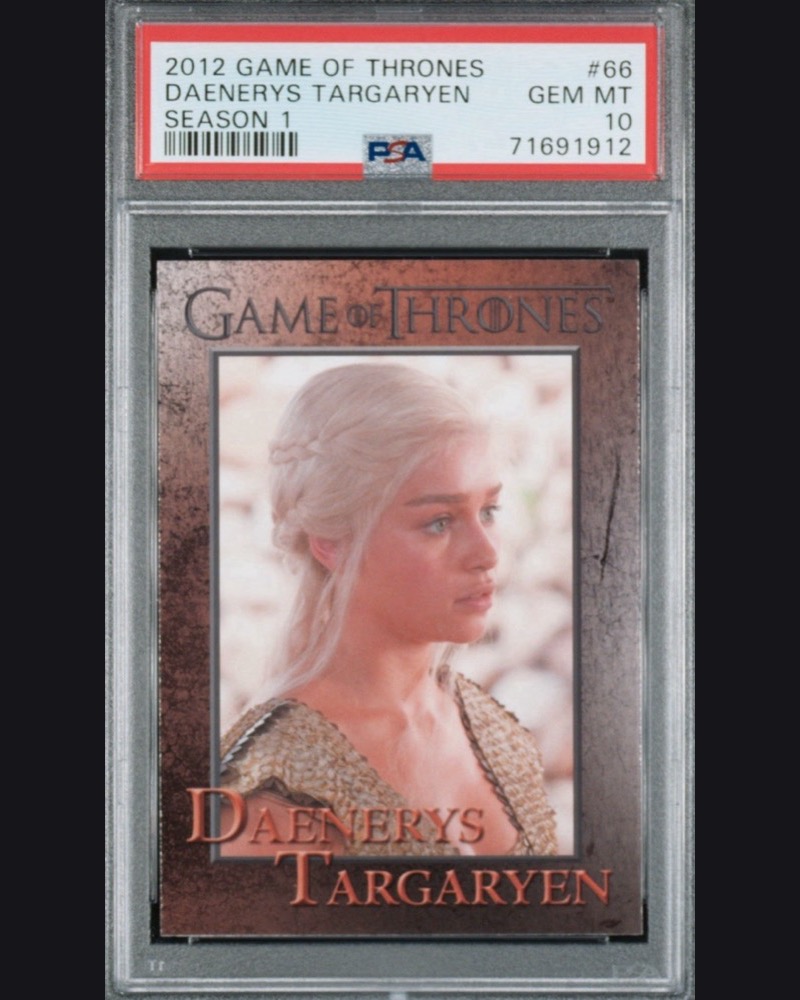 2012 GAME OF THRONES #66
DAENERYS TARGARYEN GEM MT
SEASON 1 10
PSA 71691912
GAME OF THRONES
DAENERYS
TARGARYEN